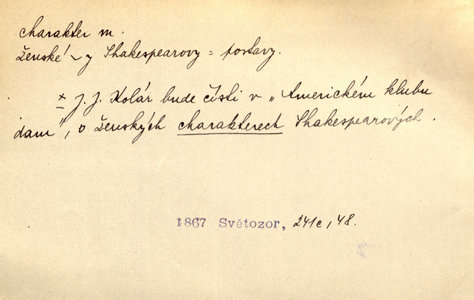 charakter m.
ženské ~y Shakespearovy = postavy.
± J. J. Kolár bude čísti v „Americkém klubu
dam", o ženských charakterech Shakespearových.
1867 Světozor, 241c, 48.